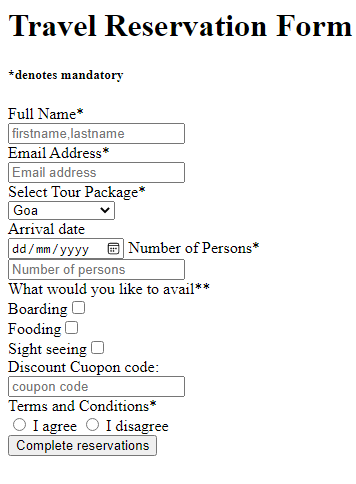 Travel Reservation Form
*denotes mandatory
Full Name*
firstname,lastname
Email Address*
Email address
Select Tour Package*
Goa
Arrival date
dd/mm/yyyy Number of Persons*
Number of persons
What would you like to avail**
Boarding
Fooding
Sight seeing
Discount Cuopon code:
coupon code
Terms and Conditions*
I agree I disagree
Complete reservations